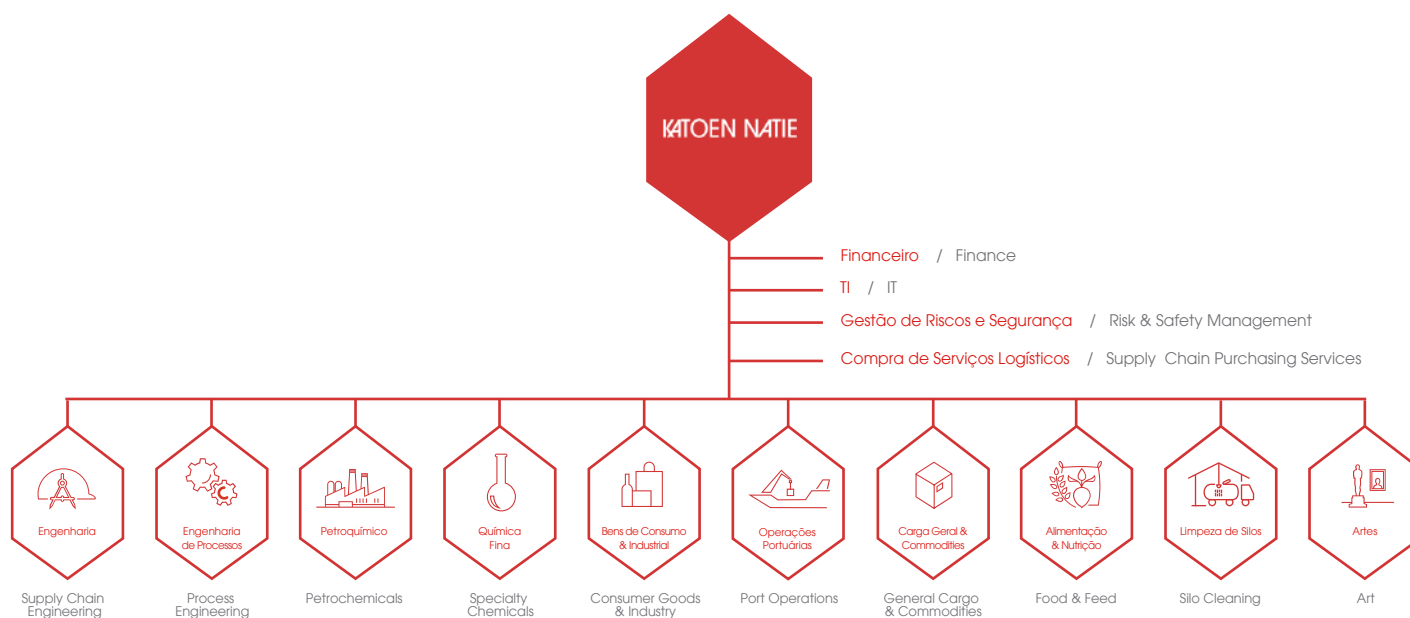 KATOEN NATIE
Financeiro / Finance
TI / IT
Gestão de Riscos e Segurança / Risk & Safety Management
Compra de Serviços Logísticos / Supply Chain Purchasing Services
Engenharia
Engenharia
de Processos
Petroquímico
Química
Fina
Bens de Consumo
& Industrial
Operações
Portuárias
Carga Geral &
Commodities
Alimentação
& Nutrição
Limpeza de Silos
Artes
Supply Chain
Engineering
Process
Engineering
Petrochemicals
Specialty
Chemicals
Consumer Goods
& Industry
Port Operations
General Cargo
& Commodities
Food & Feed
Silo Cleaning
Art